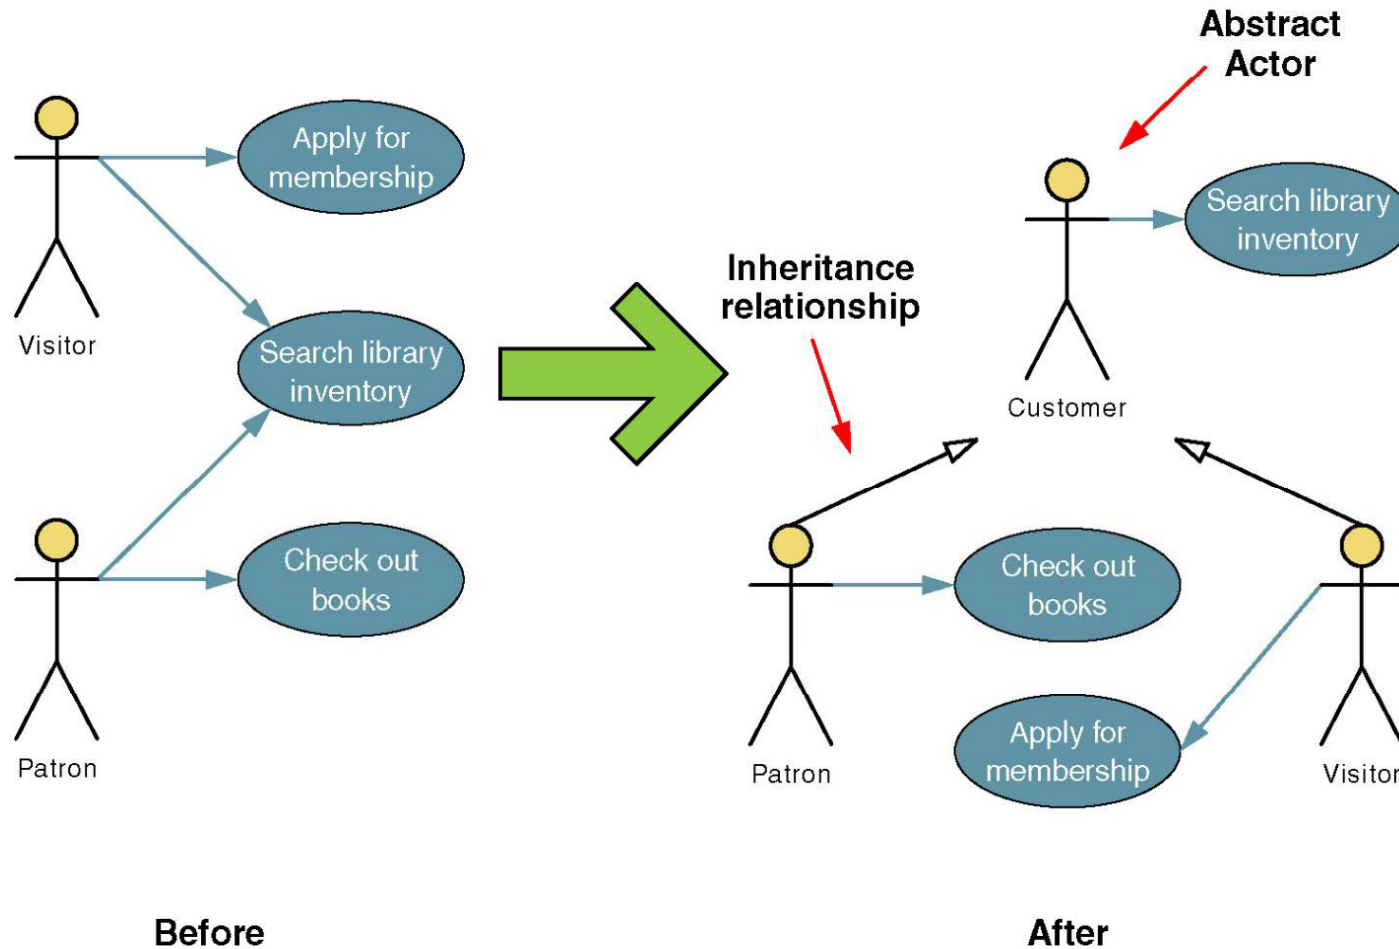 Apply for
membership
Visitor
Search library
inventory
Check out
books
Patron
Before
Abstract
Actor
Search library
inventory
Inheritance
relationship
Customer
Check out
books
Apply for
membership
Patron
Visitor
After